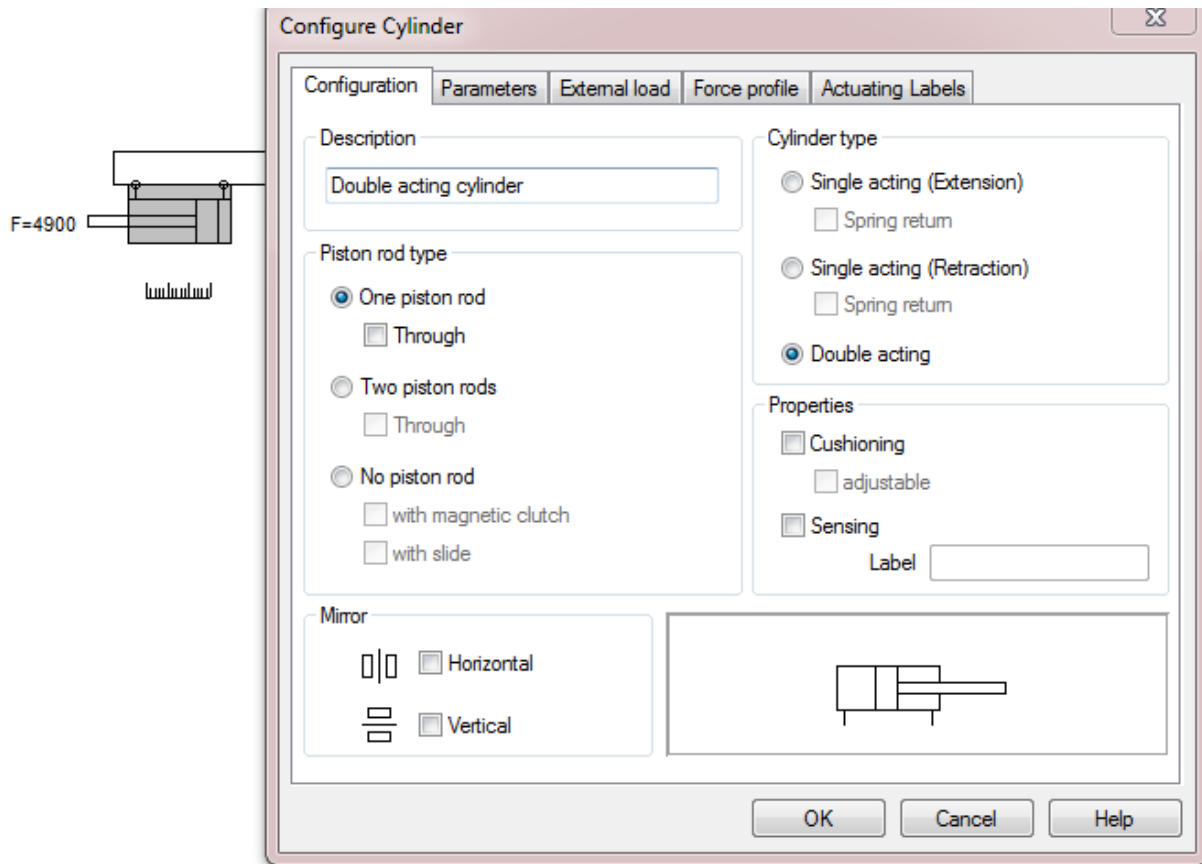 Configure Cylinder
Configuration Parameters External load Force profile Actuating Labels
Description
Double acting cylinder
Piston rod type
One piston rod
Through
Two piston rods
Through
No piston rod
with magnetic clutch
with slide
Cylinder type
Single acting (Extension)
Spring return
Single acting (Retraction)
Spring return
Double acting
Properties
Cushioning
adjustable
Sensing
Label
Mirror
Horizontal
Vertical
OK Cancel Help
F=4900